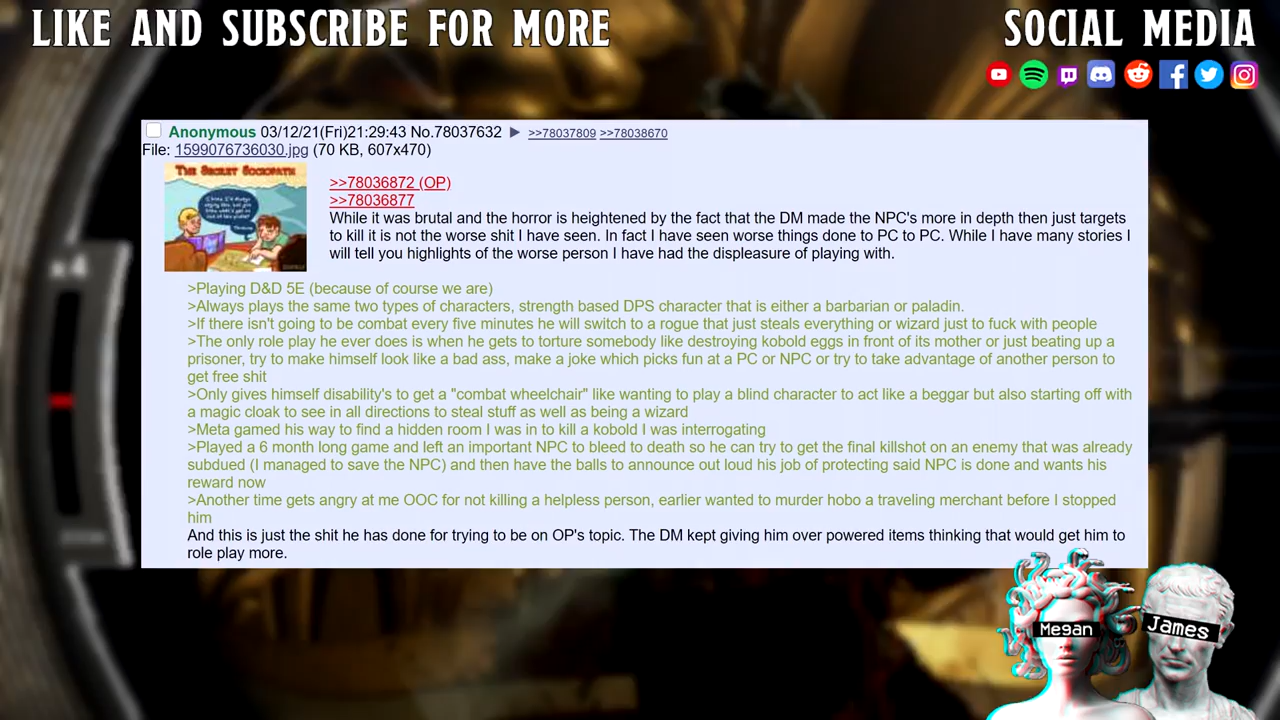 LIKE AND SUBSCRIBE FOR MORE
SOCIAL MEDIA
Anonymous 03/12/21(Fri)21:29:43 No.78037632 ▶ >>78037809 >>78038670
File: 1599076736030.jpg (70 KB, 607x470)
THE SECRET SOCIOPATH
>>78036872 (OP)
>>78036877
While it was brutal and the horror is heightened by the fact that the DM made the NPC's more in depth then just targets
to kill it is not the worse shit I have seen. In fact I have seen worse things done to PC to PC. While I have many stories I
will tell you highlights of the worse person I have had the displeasure of playing with.
>Playing D&D 5E (because of course we are)
>Always plays the same two types of characters, strength based DPS character that is either a barbarian or paladin.
>If there isn't going to be combat every five minutes he will switch to a rogue that just steals everything or wizard just to fuck with people
>The only role play he ever does is when he gets to torture somebody like destroying kobold eggs in front of its mother or just beating up a
prisoner, try to make himself look like a bad ass, make a joke which picks fun at a PC or NPC or try to take advantage of another person to
get free shit
>Only gives himself disability's to get a "combat wheelchair" like wanting to play a blind character to act like a beggar but also starting off with
a magic cloak to see in all directions to steal stuff as well as being a wizard
>Meta gamed his way to find a hidden room I was in to kill a kobold I was interrogating
>Played a 6 month long game and left an important NPC to bleed to death so he can try to get the final killshot on an enemy that was already
subdued (I managed to save the NPC) and then have the balls to announce out loud his job of protecting said NPC is done and wants his
reward now
>Another time gets angry at me OOC for not killing a helpless person, earlier wanted to murder hobo a traveling merchant before I stopped
him
And this is just the shit he has done for trying to be on OP's topic. The DM kept giving him over powered items thinking that would get him to
role play more.
x4
Megan
James